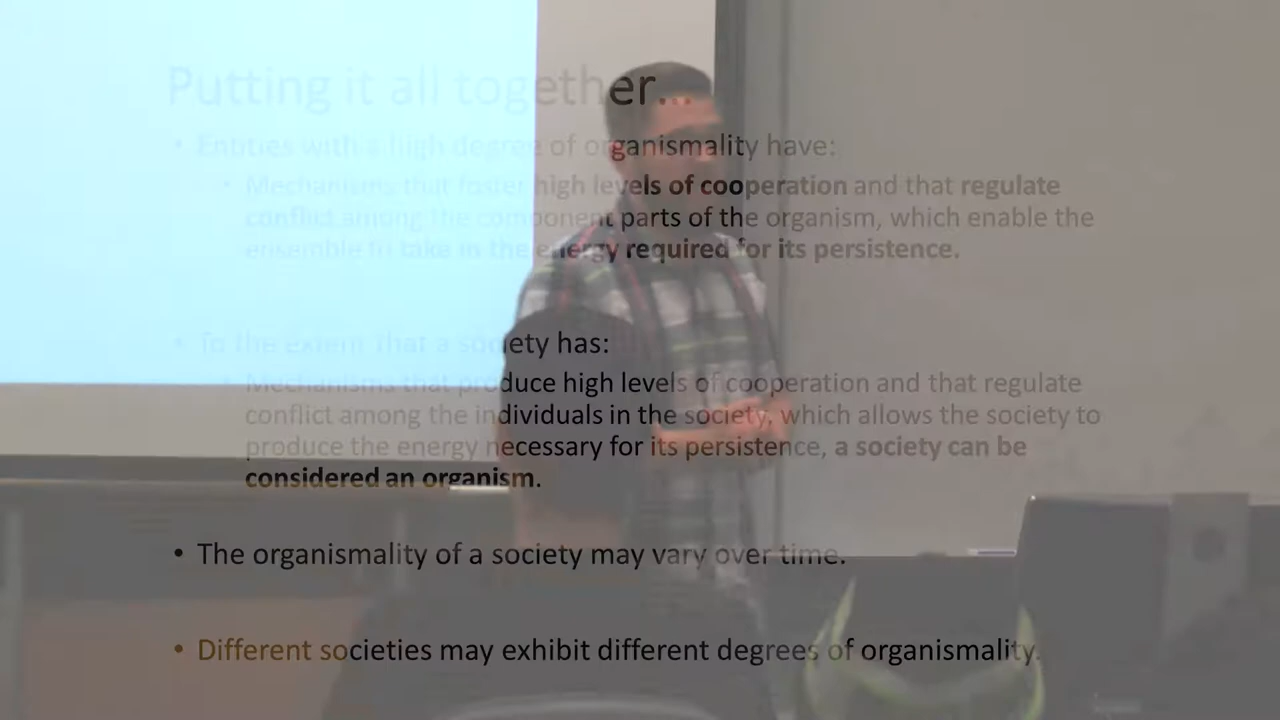 Putting it all together...
• Entities with a high degree of organismality have:
• Mechanisms that foster high levels of cooperation and that regulate
conflict among the component parts of the organism, which enable the
ensemble to take in the energy required for its persistence.
• To the extent that a society has:
• Mechanisms that produce high levels of cooperation and that regulate
conflict among the individuals in the society, which allows the society to
produce the energy necessary for its persistence, a society can be
considered an organism.
• The organismality of a society may vary over time.
• Different societies may exhibit different degrees of organismality.